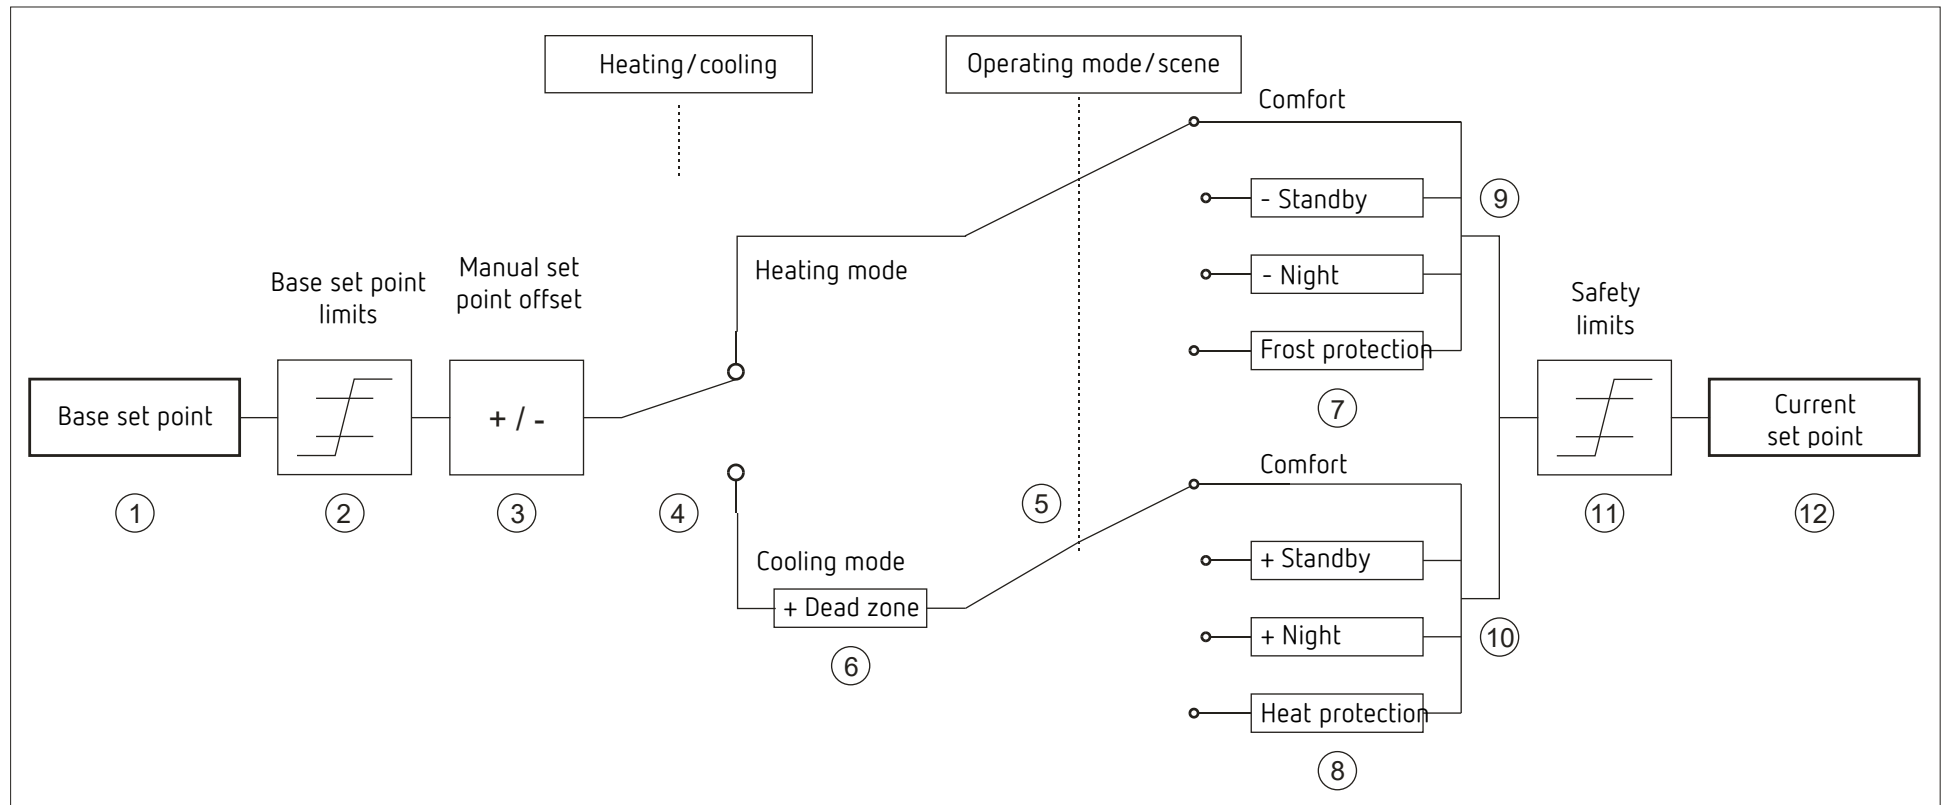 Heating/cooling
Operating mode/scene
Comfort
- Standby
9
- Night
Frost protection
7
Heating mode
Base set point
limits
Manual set
point offset
Safety
limits
Base set point
+ / -
Current
set point
1
2
3
4
5
11
12
Comfort
Cooling mode
+ Dead zone
6
+ Standby
+ Night
10
Heat protection
8